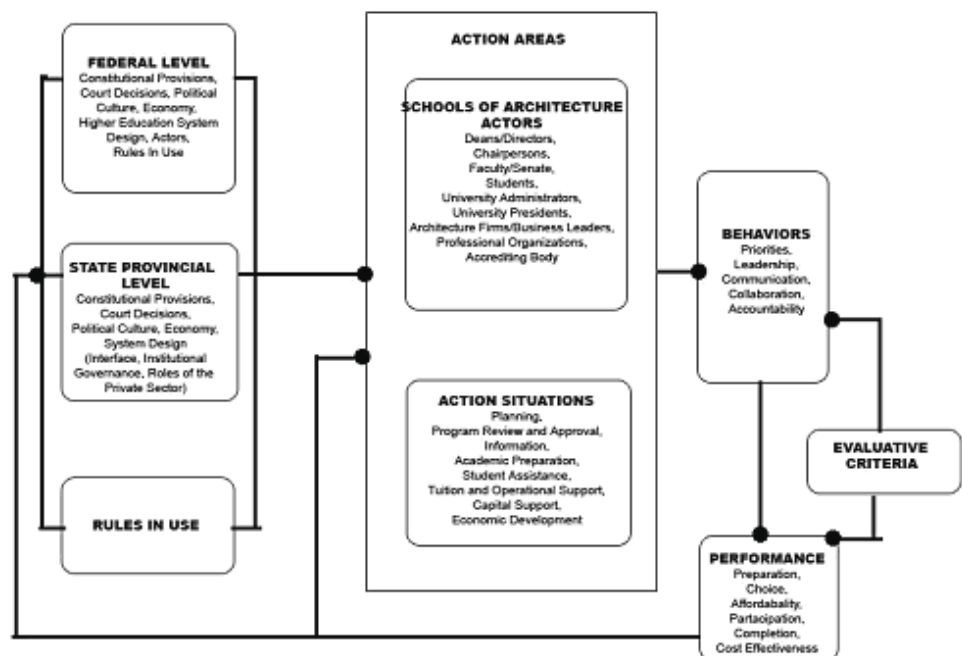 FEDERAL LEVEL
Constitutional Provisions,
Court Decisions, Political
Culture, Economy,
Higher Education System
Design, Actors,
Rules In Use
STATE PROVINCIAL
LEVEL
Constitutional Provisions,
Court Decisions,
Political Culture, Economy,
System Design
(Interface, Institutional
Governance, Roles of the
Private Sector)
RULES IN USE
ACTION AREAS
SCHOOLS OF ARCHITECTURE
ACTORS
Deans/Directors,
Chairpersons,
Faculty/Senate,
Students,
University Administrators,
University Presidents,
Architecture Firms/Business Leaders,
Professional Organizations,
Accrediting Body
ACTION SITUATIONS
Planning,
Program Review and Approval,
Information,
Academic Preparation,
Student Assistance,
Tuition and Operational Support,
Capital Support,
Economic Development
BEHAVIORS
Priorities,
Leadership,
Communication,
Collaboration,
Accountability
EVALUATIVE
CRITERIA
PERFORMANCE
Preparation,
Choice,
Affordabality,
Partacipation,
Completion,
Cost Effectiveness